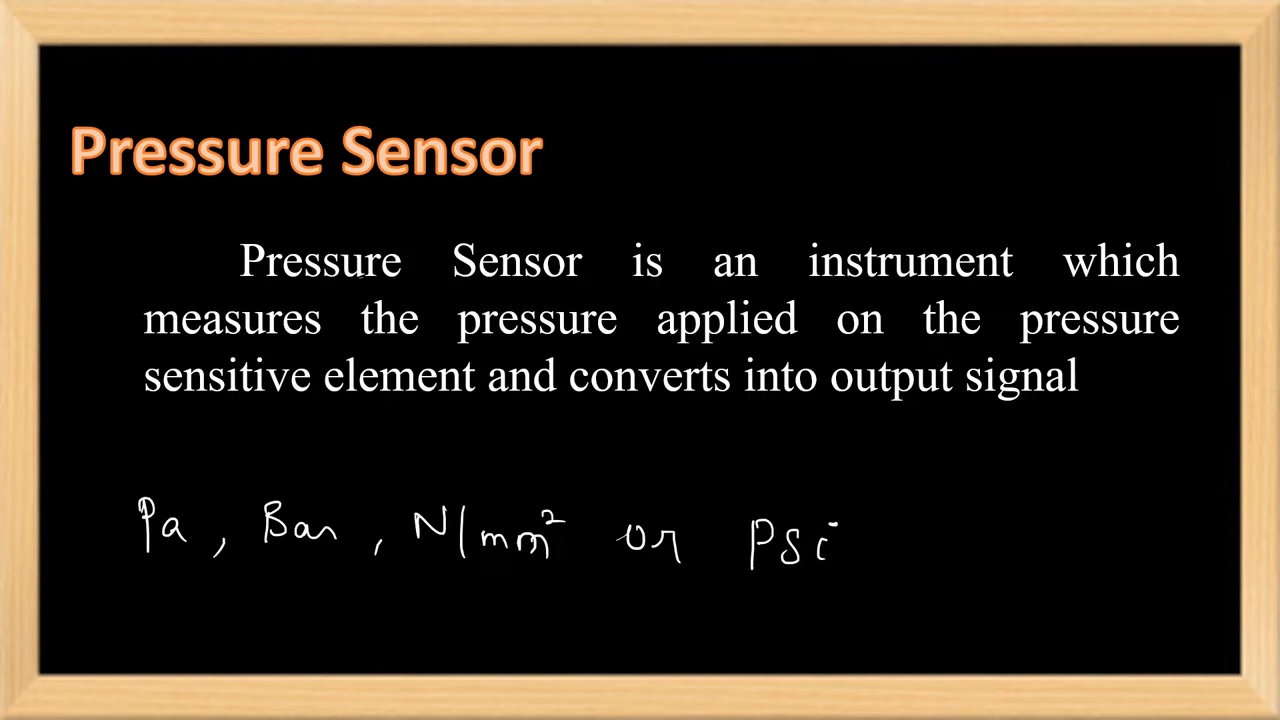 Pressure Sensor
Pressure Sensor is an instrument which
measures the pressure applied on the pressure
sensitive element and converts into output signal
Pa , Bar , N/mm² or Psi